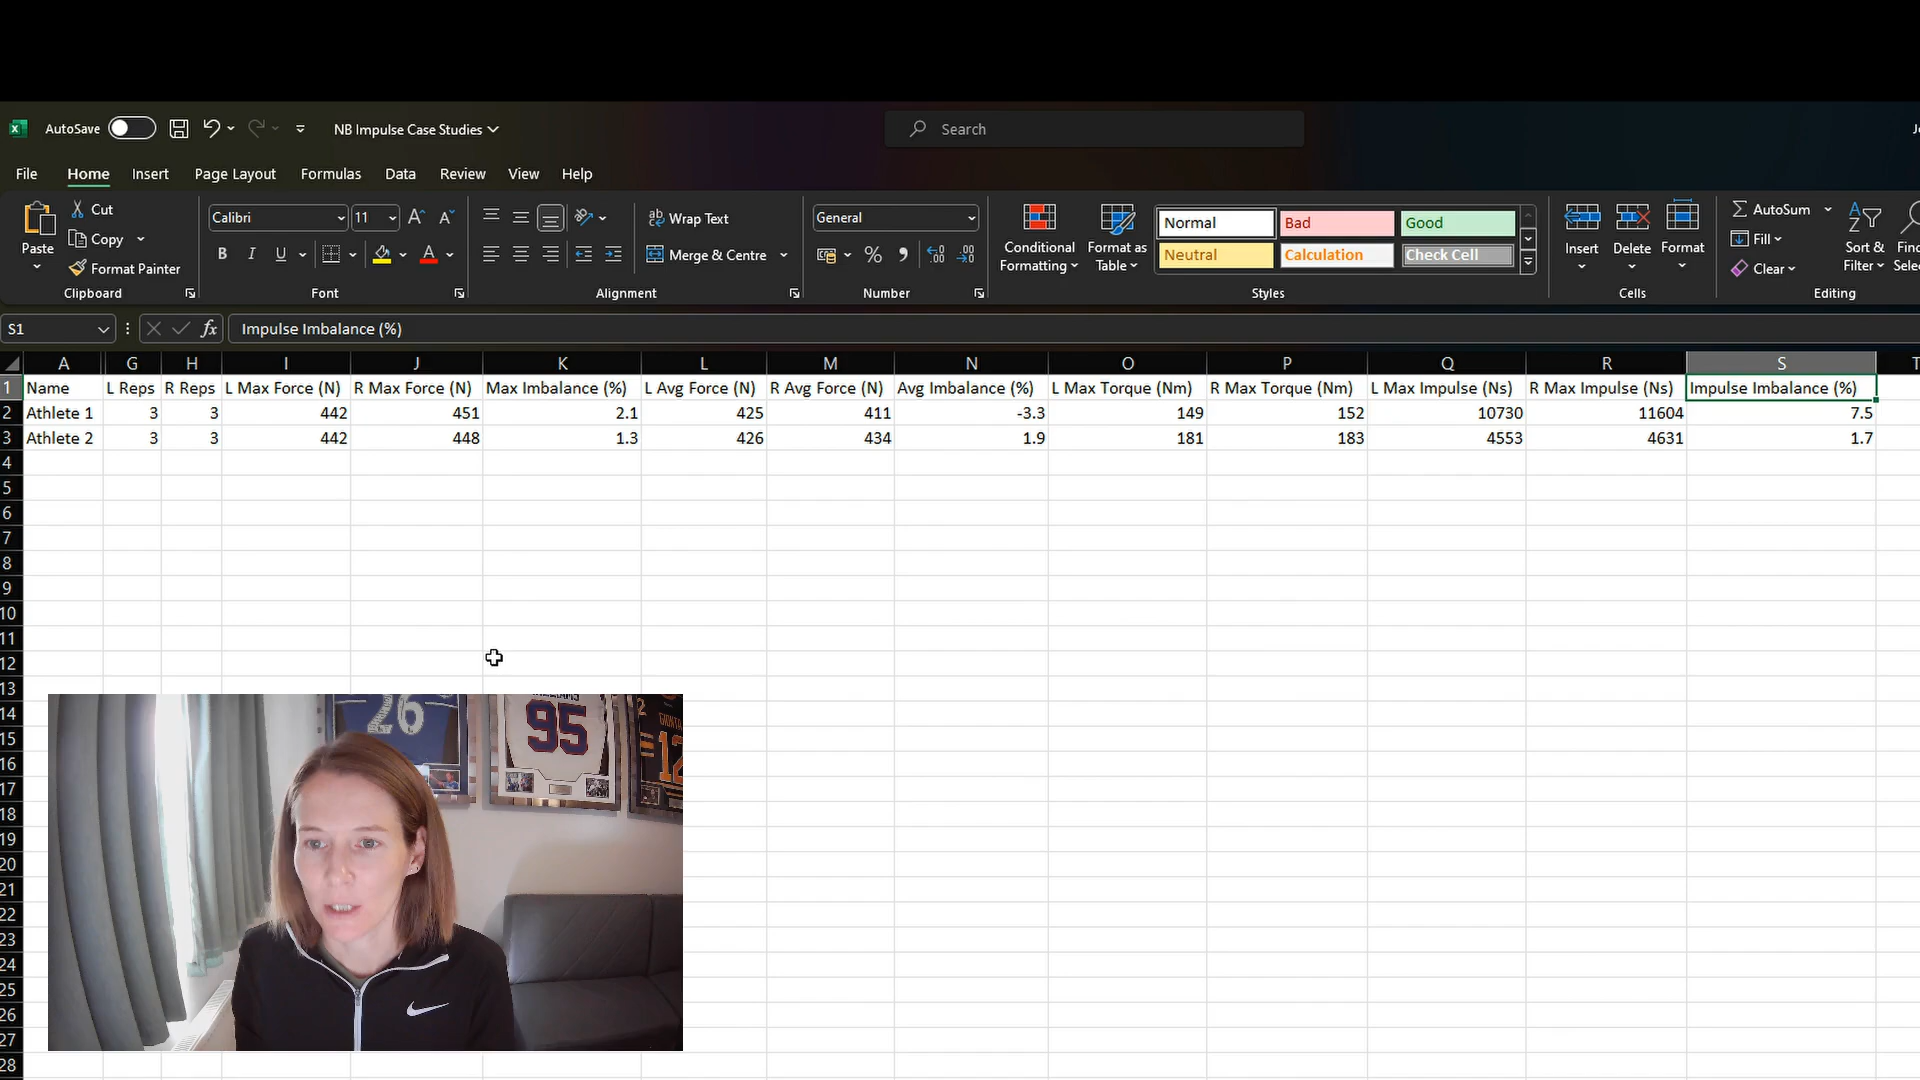 AutoSave
NB Impulse Case Studies
Search
File Home Insert Page Layout Formulas Data Review View Help
Paste
Cut
Copy
Format Painter
Clipboard
Calibri 11
B I U
Font
Wrap Text
Merge & Centre
Alignment
General
Number
Conditional Formatting
Format as Table
Normal Bad Good
Neutral Calculation Check Cell
Styles
Insert Delete Format
Cells
AutoSum
Fill
Clear
Sort & Filter
Editing
S1 fx Impulse Imbalance (%)
A G H I J K L M N O P Q R S
1 Name L Reps R Reps L Max Force (N) R Max Force (N) Max Imbalance (%) L Avg Force (N) R Avg Force (N) Avg Imbalance (%) L Max Torque (Nm) R Max Torque (Nm) L Max Impulse (Ns) R Max Impulse (Ns) Impulse Imbalance (%)
2 Athlete 1 3 3 442 451 2.1 425 411 -3.3 149 152 10730 11604 7.5
3 Athlete 2 3 3 442 448 1.3 426 434 1.9 181 183 4553 4631 1.7
4
5
6
7
8
9
10
11
12
13
14
15
16
17
18
19
20
21
22
23
24
25
26
27
28
26
95
12